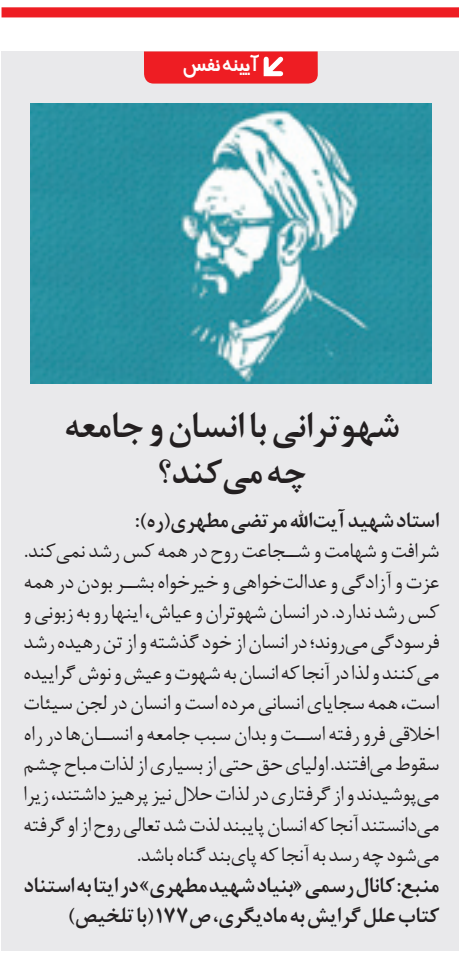 آیینه نفس
شهوترانی با انسان و جامعه
چه می‌کند؟
استاد شهید آیت‌الله مرتضی مطهری(ره):
شرافت و شهامت و شجاعت روح در همه کس رشد نمی‌کند.
عزت و آزادگی و عدالت‌خواهی و خیرخواه بشر بودن در همه
کس رشد ندارد. در انسان شهوتران و عیاش، اینها رو به زبونی و
فرسودگی می‌روند؛ در انسان از خود گذشته و از تن رهیده رشد
می‌کنند و لذا در آنجا که انسان به شهوت و عیش و نوش گراییده
است، همه سجایای انسانی مرده است و انسان در لجن سیئات
اخلاقی فرو رفته است و بدان سبب جامعه و انسان‌ها در راه
سقوط می‌افتند. اولیای حق حتی از بسیاری از لذات مباح چشم
می‌پوشیدند و از گرفتاری در لذات حلال نیز پرهیز داشتند، زیرا
می‌دانستند آنجا که انسان پایبند لذت شد تعالی روح از او گرفته
می‌شود چه رسد به آنجا که پای‌بند گناه باشد.
منبع: کانال رسمی «بنیاد شهید مطهری» در ایتا به استناد
کتاب علل گرایش به مادیگری، ص ۱۷۷ (با تلخیص)